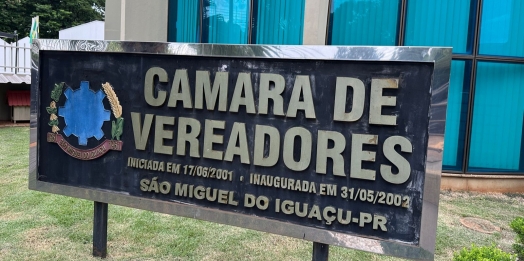 CAMARA DE
VEREADORES
INICIADA EM 17/06/2001 - INAUGURADA EM 31/05/2002
SÃO MIGUEL DO IGUAÇU-PR